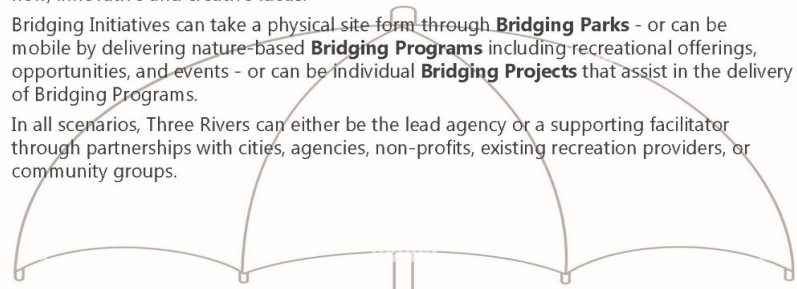 Bridging Initiatives can take a physical site form through Bridging Parks - or can be
mobile by delivering nature-based Bridging Programs including recreational offerings,
opportunities, and events - or can be individual Bridging Projects that assist in the delivery
of Bridging Programs.
In all scenarios, Three Rivers can either be the lead agency or a supporting facilitator
through partnerships with cities, agencies, non-profits, existing recreation providers, or
community groups.